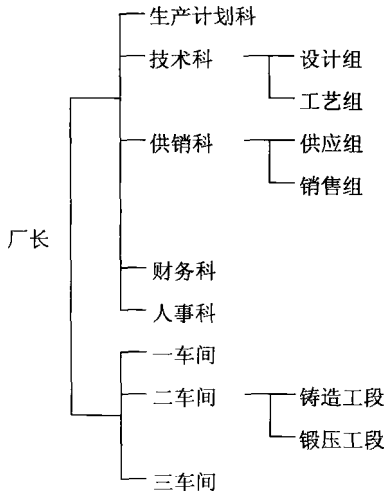 生产计划科
技术科 设计组
工艺组
供销科 供应组
销售组
厂长
财务科
人事科
一车间
二车间 铸造工段
锻压工段
三车间